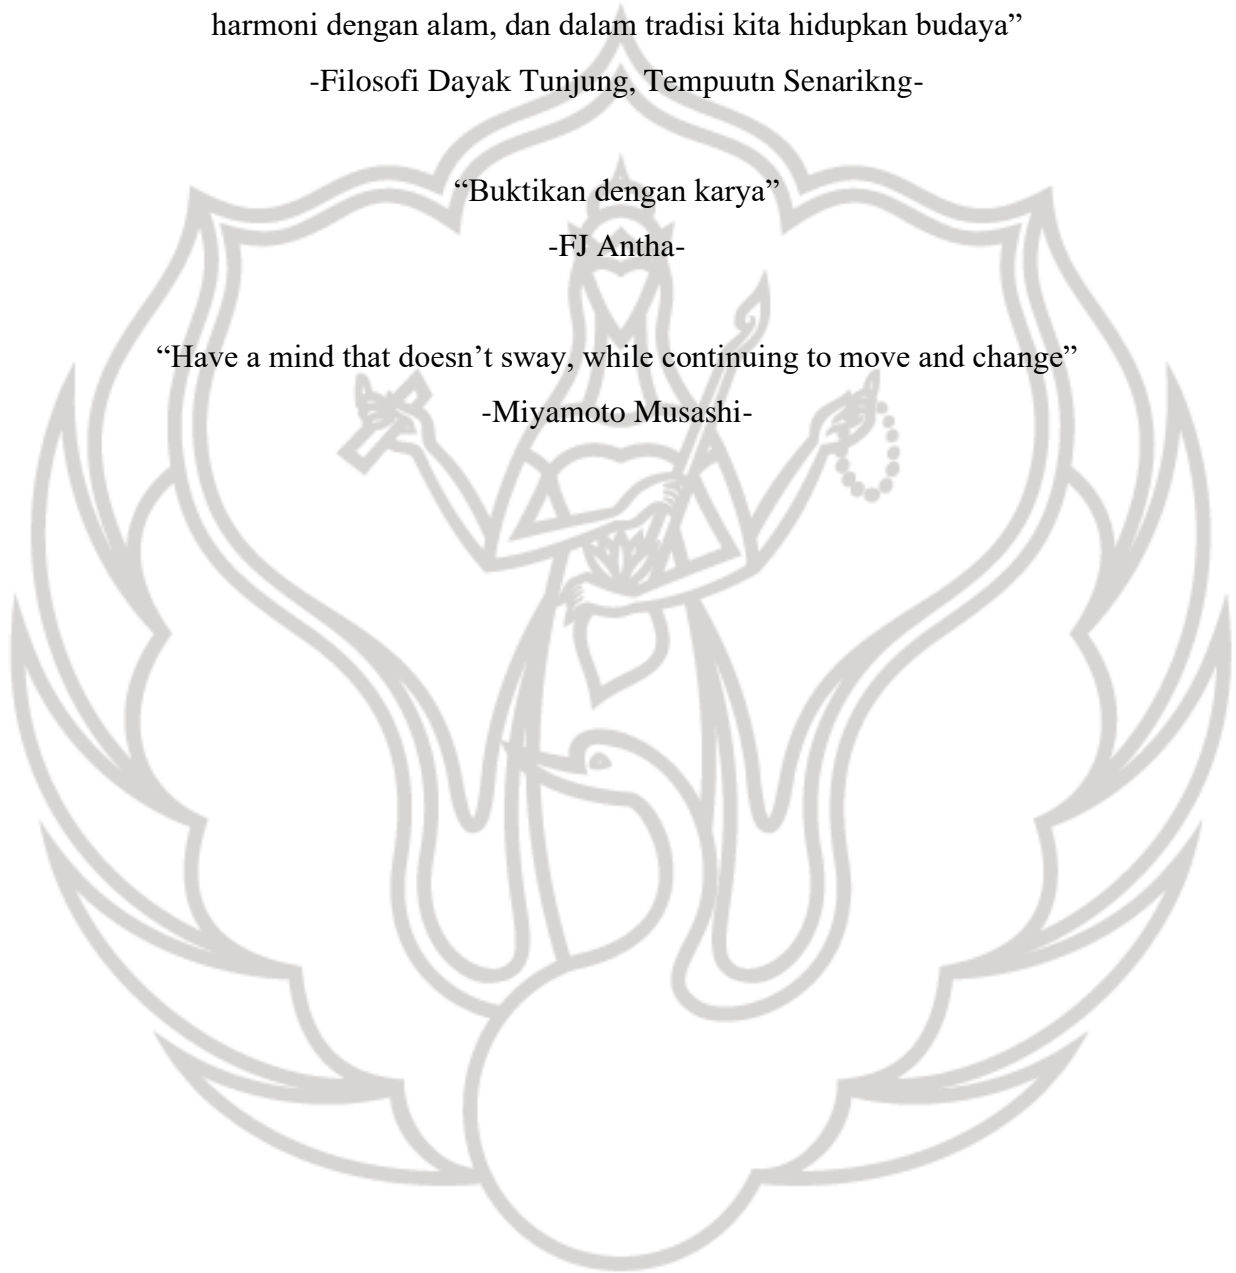 harmoni dengan alam, dan dalam tradisi kita hidupkan budaya”
-Filosofi Dayak Tunjung, Tempuutn Senarikng-
“Buktikan dengan karya”
-FJ Antha-
“Have a mind that doesn’t sway, while continuing to move and change”
-Miyamoto Musashi-